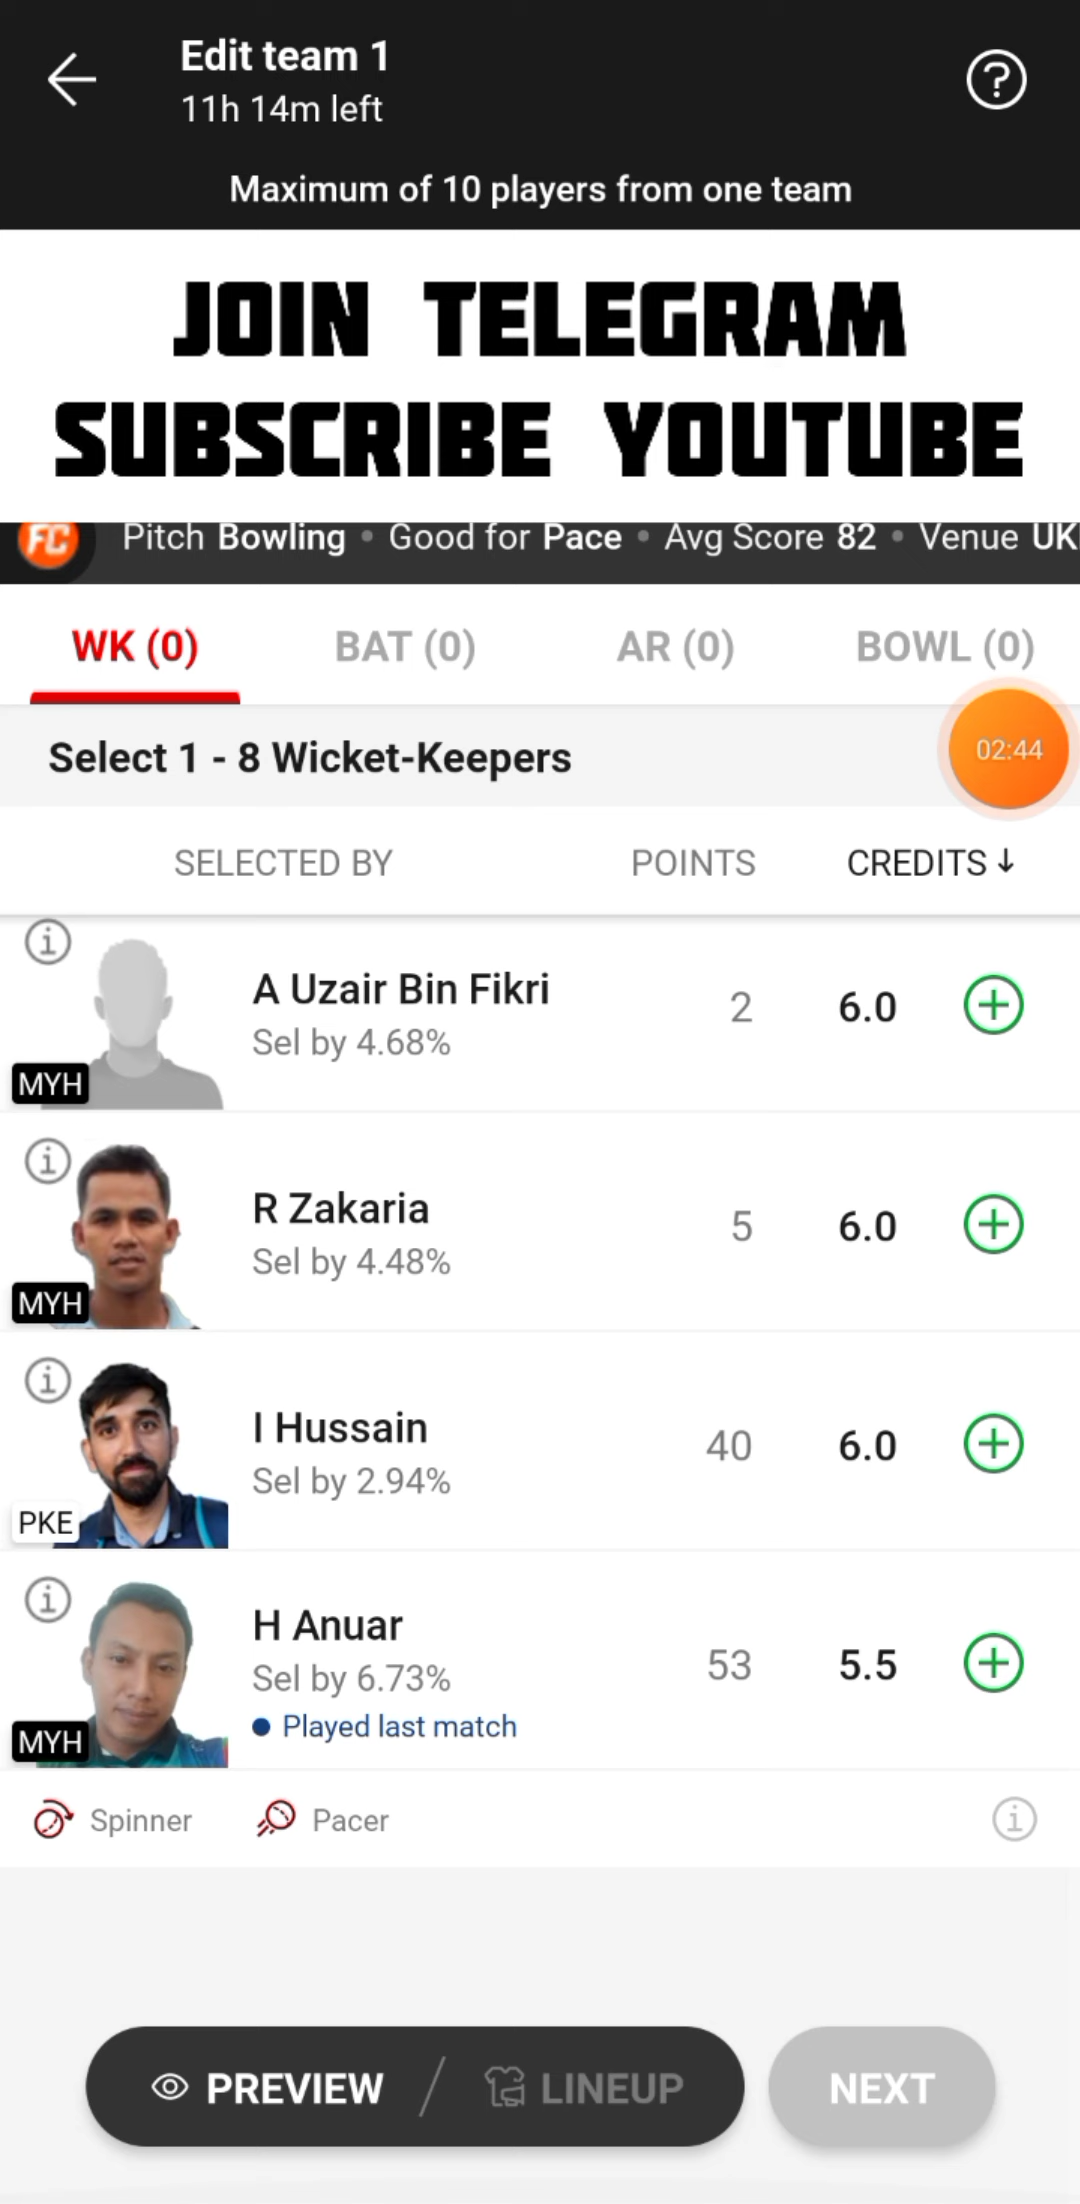 Edit team 1
11h 14m left
Maximum of 10 players from one team
JOIN TELEGRAM
SUBSCRIBE YOUTUBE
FC Pitch Bowling • Good for Pace • Avg Score 82 • Venue UK
WK (0) BAT (0) AR (0) BOWL (0)
Select 1 - 8 Wicket-Keepers 02:44
SELECTED BY POINTS CREDITS ↓
A Uzair Bin Fikri 2 6.0
Sel by 4.68%
MYH
R Zakaria 5 6.0
Sel by 4.48%
MYH
I Hussain 40 6.0
Sel by 2.94%
PKE
H Anuar 53 5.5
Sel by 6.73%
• Played last match
MYH
Spinner Pacer
PREVIEW / LINEUP NEXT